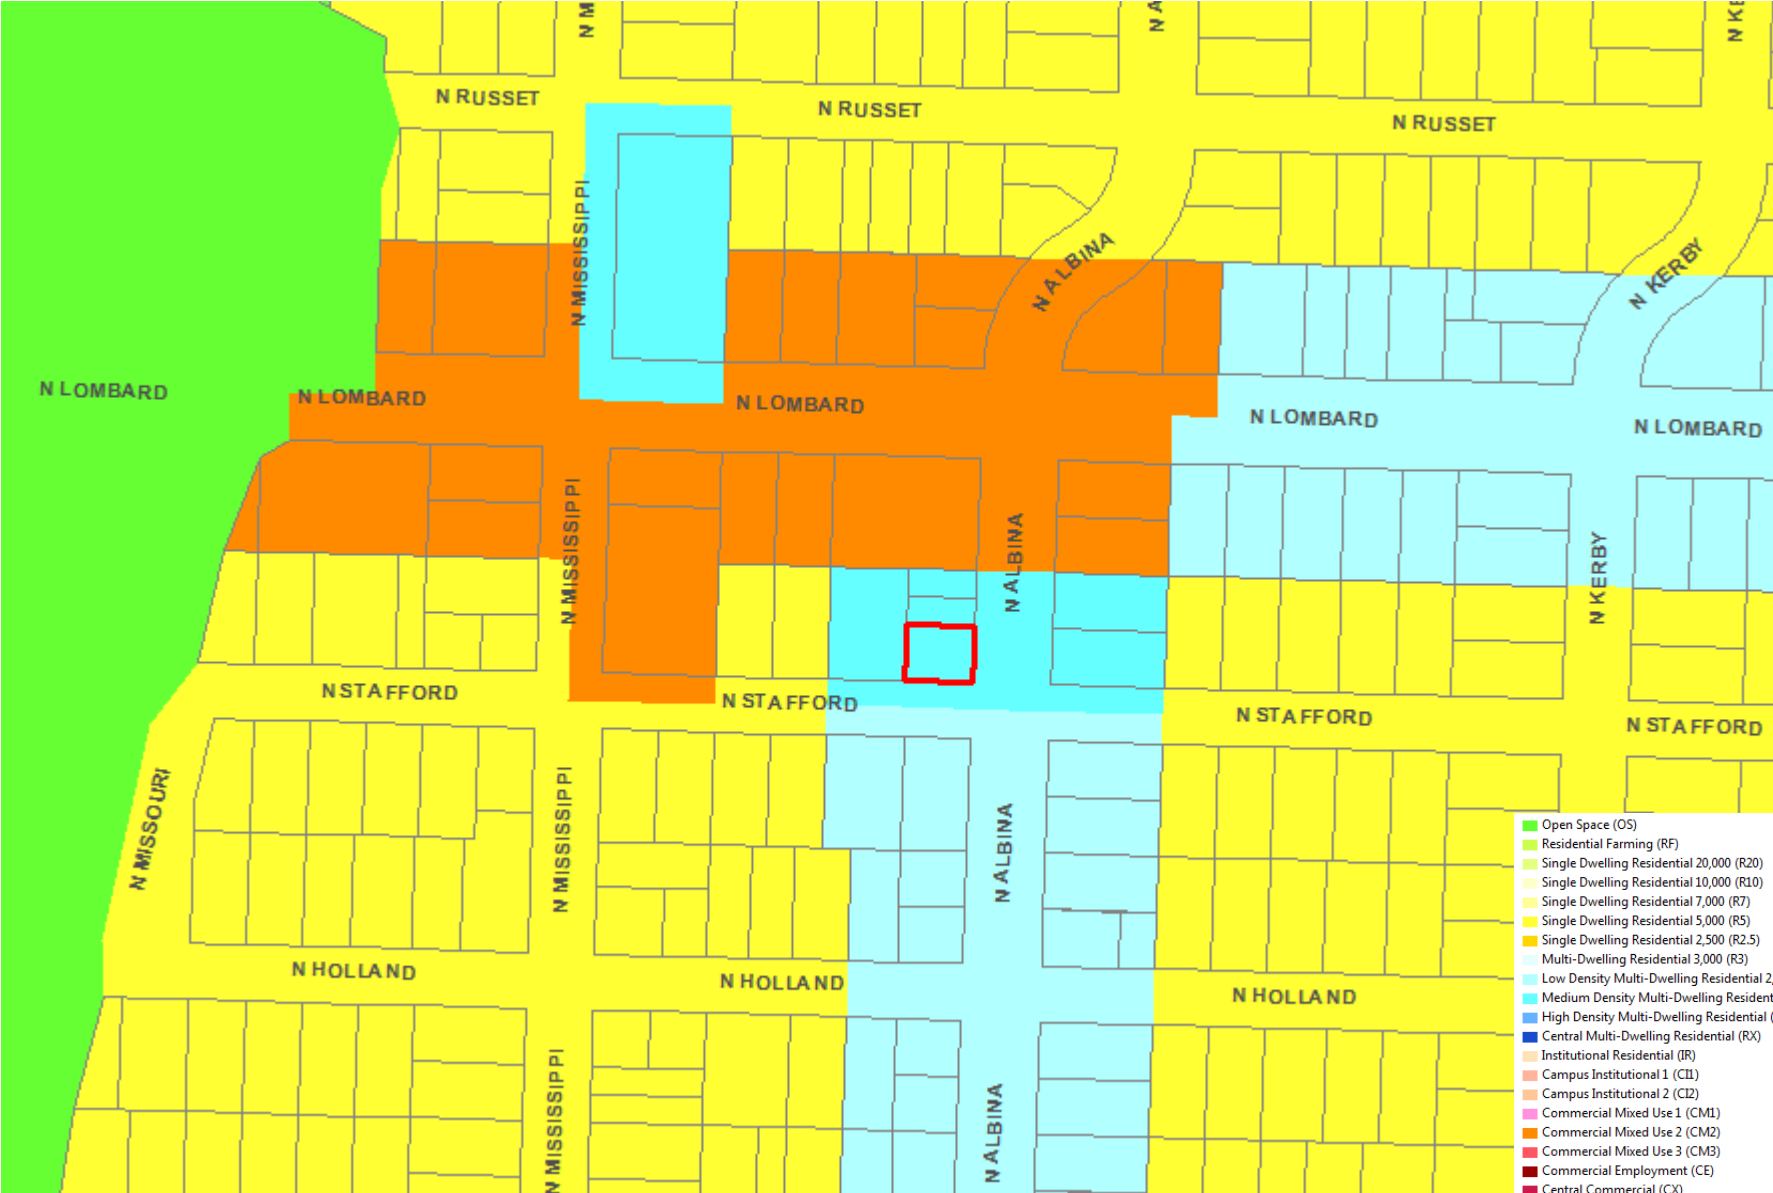 N M
N A
N KE
N RUSSET
N RUSSET
N RUSSET
N MISSISSIPPI
N ALBINA
N KERBY
N LOMBARD
N LOMBARD
N LOMBARD
N LOMBARD
N LOMBARD
N MISSISSIPPI
N ALBINA
N KERBY
N STAFFORD
N STAFFORD
N STAFFORD
N STAFFORD
N MISSOURI
N MISSISSIPPI
N ALBINA
N HOLLAND
N HOLLAND
N HOLLAND
N MISSISSIPPI
N ALBINA
Open Space (OS)
Residential Farming (RF)
Single Dwelling Residential 20,000 (R20)
Single Dwelling Residential 10,000 (R10)
Single Dwelling Residential 7,000 (R7)
Single Dwelling Residential 5,000 (R5)
Single Dwelling Residential 2,500 (R2.5)
Multi-Dwelling Residential 3,000 (R3)
Low Density Multi-Dwelling Residential 2,
Medium Density Multi-Dwelling Resident
High Density Multi-Dwelling Residential (
Central Multi-Dwelling Residential (RX)
Institutional Residential (IR)
Campus Institutional 1 (CI1)
Campus Institutional 2 (CI2)
Commercial Mixed Use 1 (CM1)
Commercial Mixed Use 2 (CM2)
Commercial Mixed Use 3 (CM3)
Commercial Employment (CE)
Central Commercial (CX)